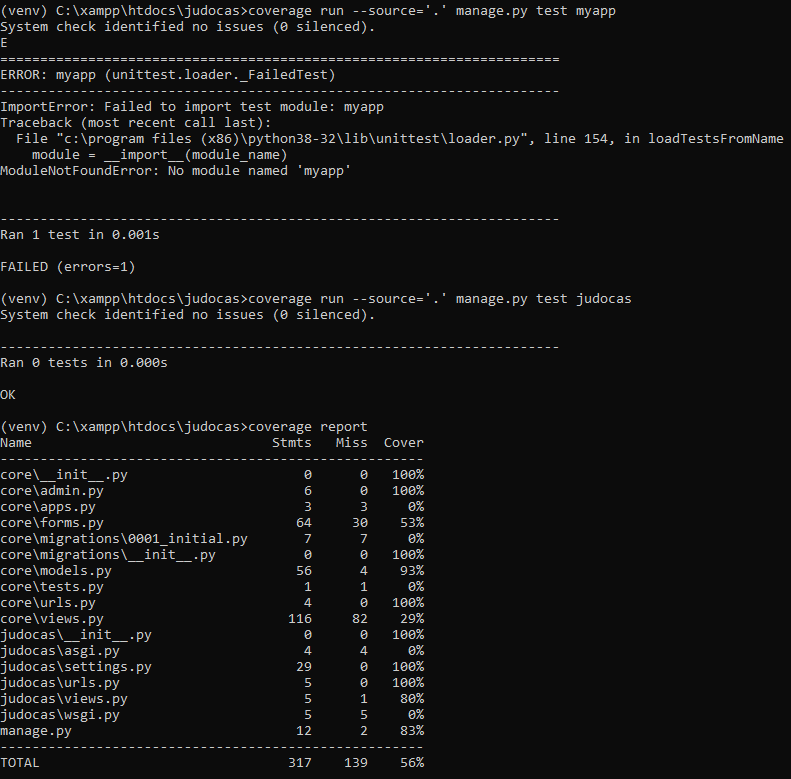 (venv) C:\xampp\htdocs\judocas>coverage run --source='.' manage.py test myapp
System check identified no issues (0 silenced).
E
======================================================================
ERROR: myapp (unittest.loader._FailedTest)
----------------------------------------------------------------------
ImportError: Failed to import test module: myapp
Traceback (most recent call last):
  File "c:\program files (x86)\python38-32\lib\unittest\loader.py", line 154, in loadTestsFromName
    module = __import__(module_name)
ModuleNotFoundError: No module named 'myapp'


----------------------------------------------------------------------
Ran 1 test in 0.001s

FAILED (errors=1)

(venv) C:\xampp\htdocs\judocas>coverage run --source='.' manage.py test judocas
System check identified no issues (0 silenced).

----------------------------------------------------------------------
Ran 0 tests in 0.000s

OK

(venv) C:\xampp\htdocs\judocas>coverage report
Name                              Stmts   Miss  Cover
-----------------------------------------------------
core\__init__.py                      0      0   100%
core\admin.py                         6      0   100%
core\apps.py                          3      3     0%
core\forms.py                        64     30    53%
core\migrations\0001_initial.py       7      7     0%
core\migrations\__init__.py           0      0   100%
core\models.py                       56      4    93%
core\tests.py                         1      1     0%
core\urls.py                          4      0   100%
core\views.py                       116     82    29%
judocas\__init__.py                   0      0   100%
judocas\asgi.py                       4      4     0%
judocas\settings.py                  29      0   100%
judocas\urls.py                       5      0   100%
judocas\views.py                      5      1    80%
judocas\wsgi.py                       5      5     0%
manage.py                            12      2    83%
-----------------------------------------------------
TOTAL                               317    139    56%